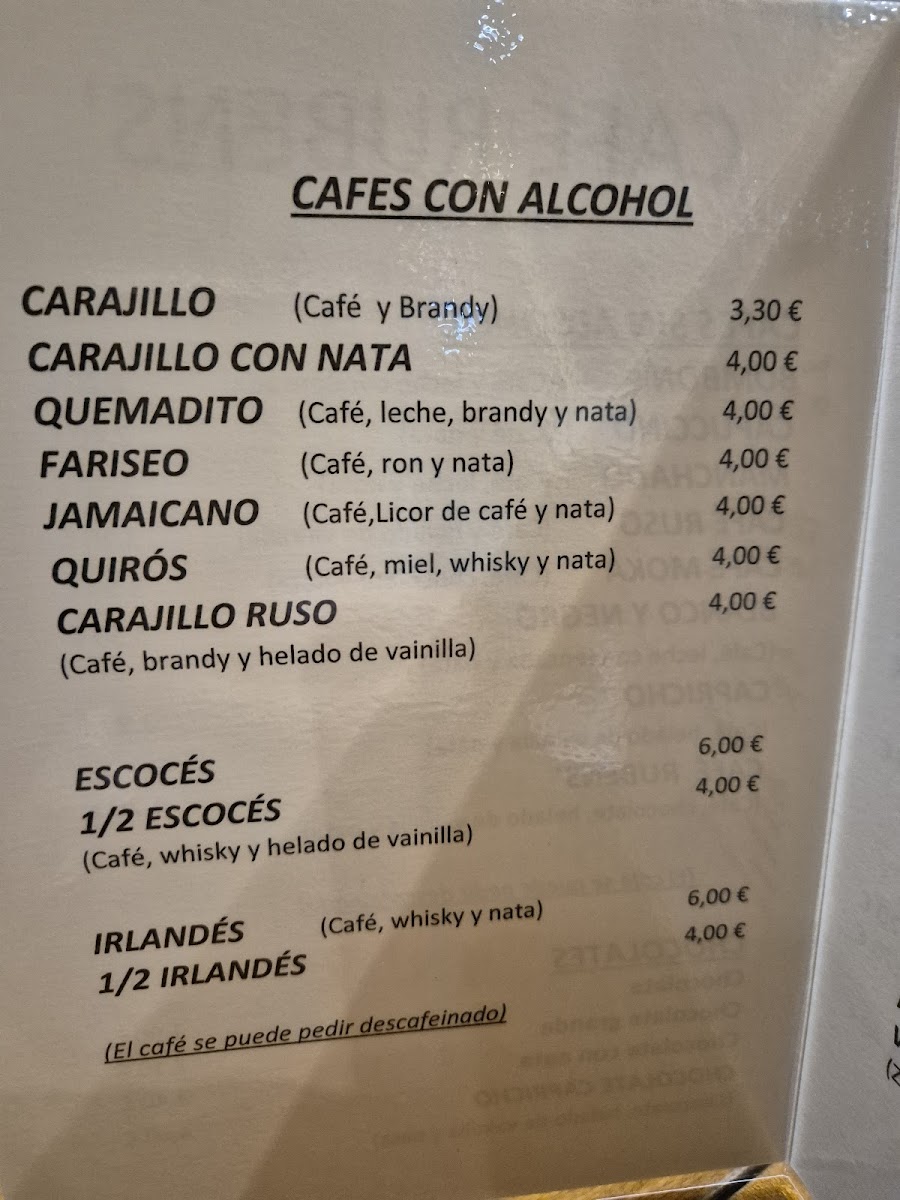 CAFES CON ALCOHOL
CARAJILLO (Café y Brandy) 3,30 €
CARAJILLO CON NATA 4,00 €
QUEMADITO (Café, leche, brandy y nata) 4,00 €
FARISEO (Café, ron y nata) 4,00 €
JAMAICANO (Café,Licor de café y nata) 4,00 €
QUIRÓS (Café, miel, whisky y nata) 4,00 €
CARAJILLO RUSO 4,00 €
(Café, brandy y helado de vainilla)
ESCOCÉS 6,00 €
1/2 ESCOCÉS 4,00 €
(Café, whisky y helado de vainilla)
IRLANDÉS (Café, whisky y nata) 6,00 €
1/2 IRLANDÉS 4,00 €
(El café se puede pedir descafeinado)